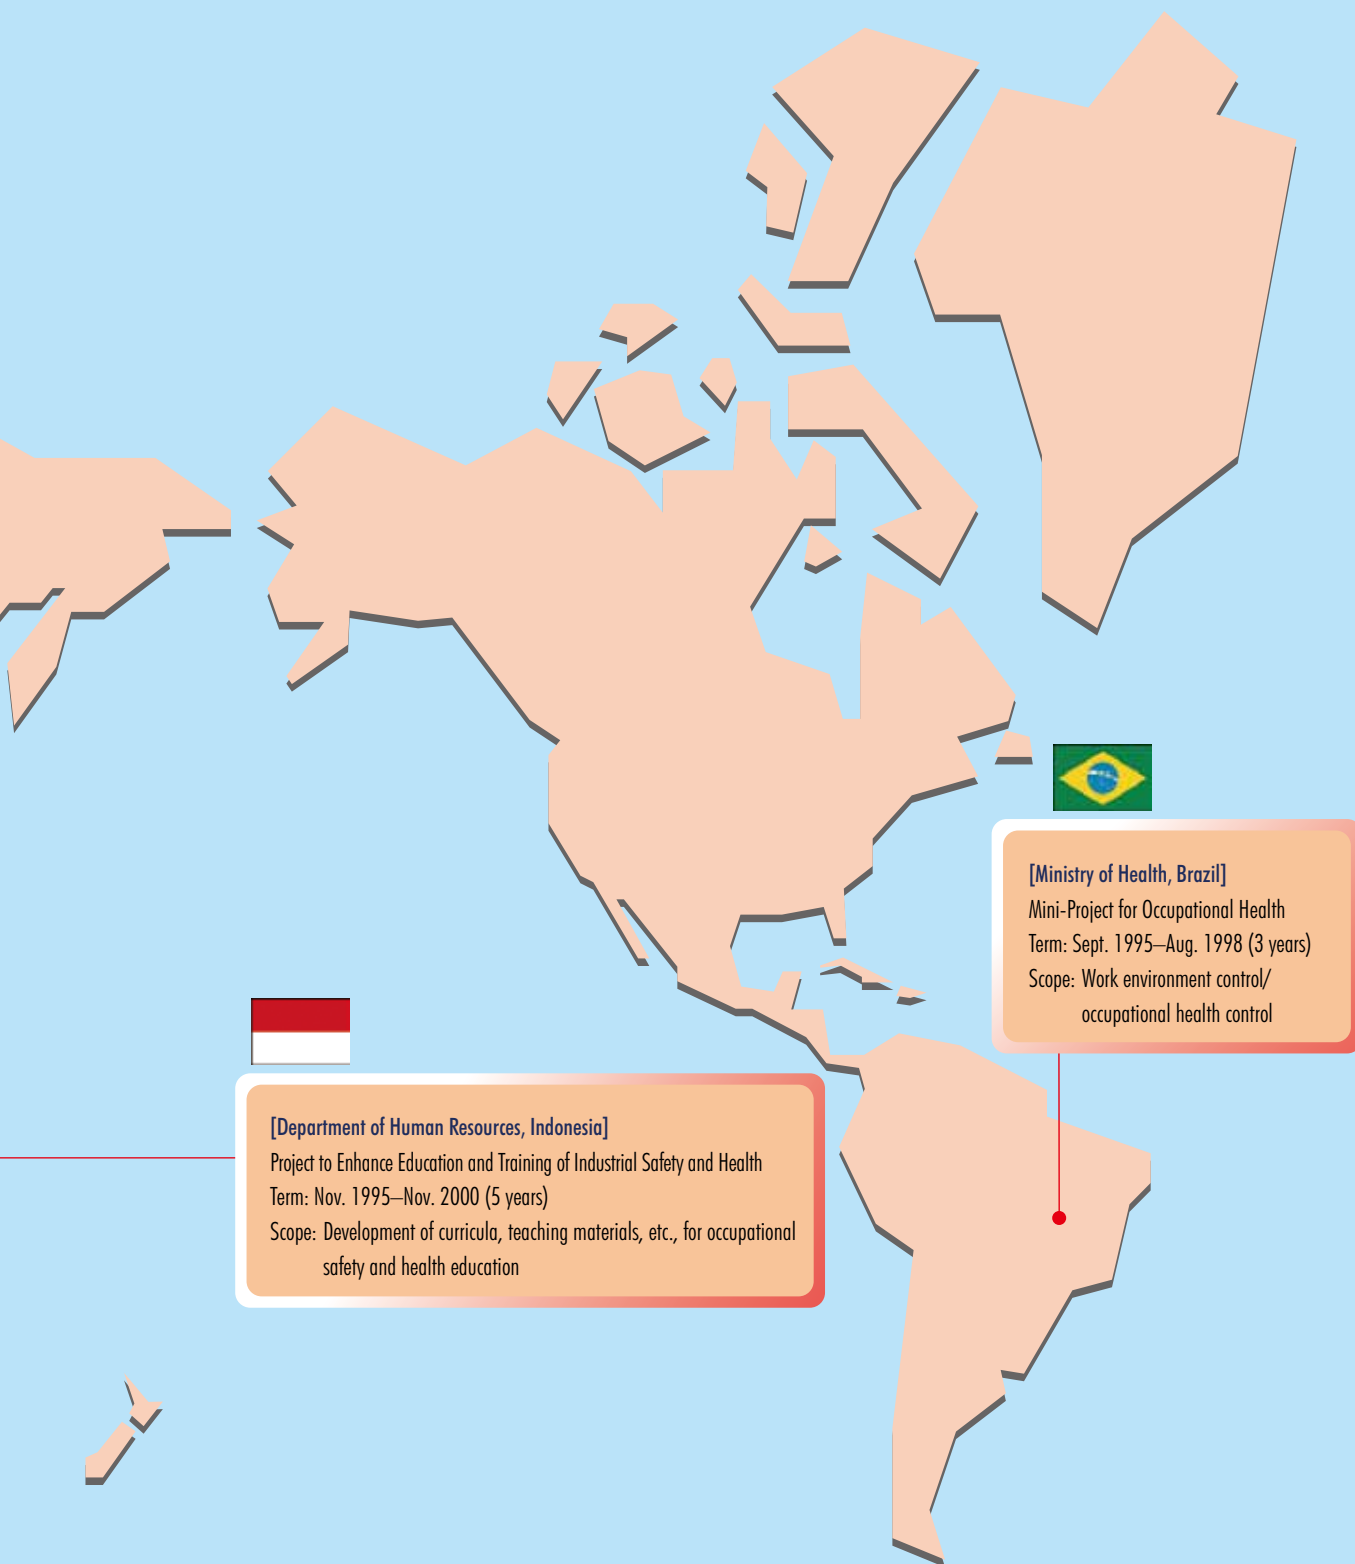 [Ministry of Health, Brazil]
Mini-Project for Occupational Health
Term: Sept. 1995–Aug. 1998 (3 years)
Scope: Work environment control/
occupational health control
[Department of Human Resources, Indonesia]
Project to Enhance Education and Training of Industrial Safety and Health
Term: Nov. 1995–Nov. 2000 (5 years)
Scope: Development of curricula, teaching materials, etc., for occupational
safety and health education